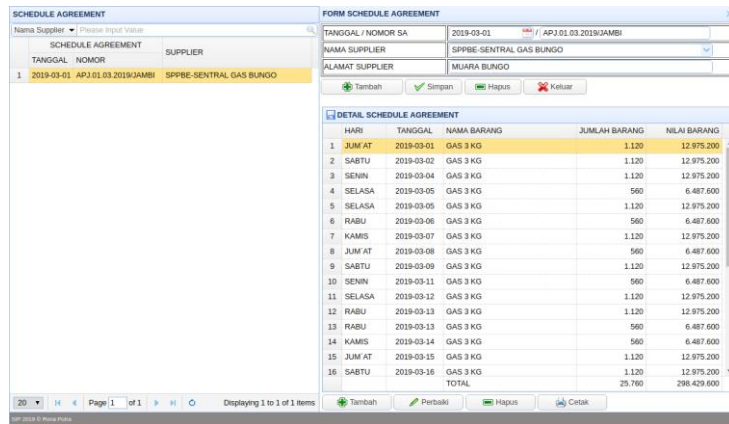 SCHEDULE AGREEMENT
Nama Supplier Please Input Value
SCHEDULE AGREEMENT SUPPLIER
TANGGAL NOMOR
1 2019-03-01 APJ.01.03.2019/JAMBI SPPBE-SENTRAL GAS BUNGO
20 Page 1 of 1 Displaying 1 to 1 of 1 items
FORM SCHEDULE AGREEMENT
TANGGAL / NOMOR SA 2019-03-01 / APJ.01.03.2019/JAMBI
NAMA SUPPLIER SPPBE-SENTRAL GAS BUNGO
ALAMAT SUPPLIER MUARA BUNGO
Tambah Simpan Hapus Keluar
DETAIL SCHEDULE AGREEMENT
HARI TANGGAL NAMA BARANG JUMLAH BARANG NILAI BARANG
1 JUM`AT 2019-03-01 GAS 3 KG 1.120 12.975.200
2 SABTU 2019-03-02 GAS 3 KG 1.120 12.975.200
3 SENIN 2019-03-04 GAS 3 KG 1.120 12.975.200
4 SELASA 2019-03-05 GAS 3 KG 560 6.487.600
5 SELASA 2019-03-05 GAS 3 KG 1.120 12.975.200
6 RABU 2019-03-06 GAS 3 KG 560 6.487.600
7 KAMIS 2019-03-07 GAS 3 KG 1.120 12.975.200
8 JUM`AT 2019-03-08 GAS 3 KG 560 6.487.600
9 SABTU 2019-03-09 GAS 3 KG 1.120 12.975.200
10 SENIN 2019-03-11 GAS 3 KG 560 6.487.600
11 SELASA 2019-03-12 GAS 3 KG 1.120 12.975.200
12 RABU 2019-03-13 GAS 3 KG 1.120 12.975.200
13 RABU 2019-03-13 GAS 3 KG 560 6.487.600
14 KAMIS 2019-03-14 GAS 3 KG 560 6.487.600
15 JUM`AT 2019-03-15 GAS 3 KG 1.120 12.975.200
16 SABTU 2019-03-16 GAS 3 KG 1.120 12.975.200
TOTAL 25.760 298.429.600
Tambah Perbaiki Hapus Cetak